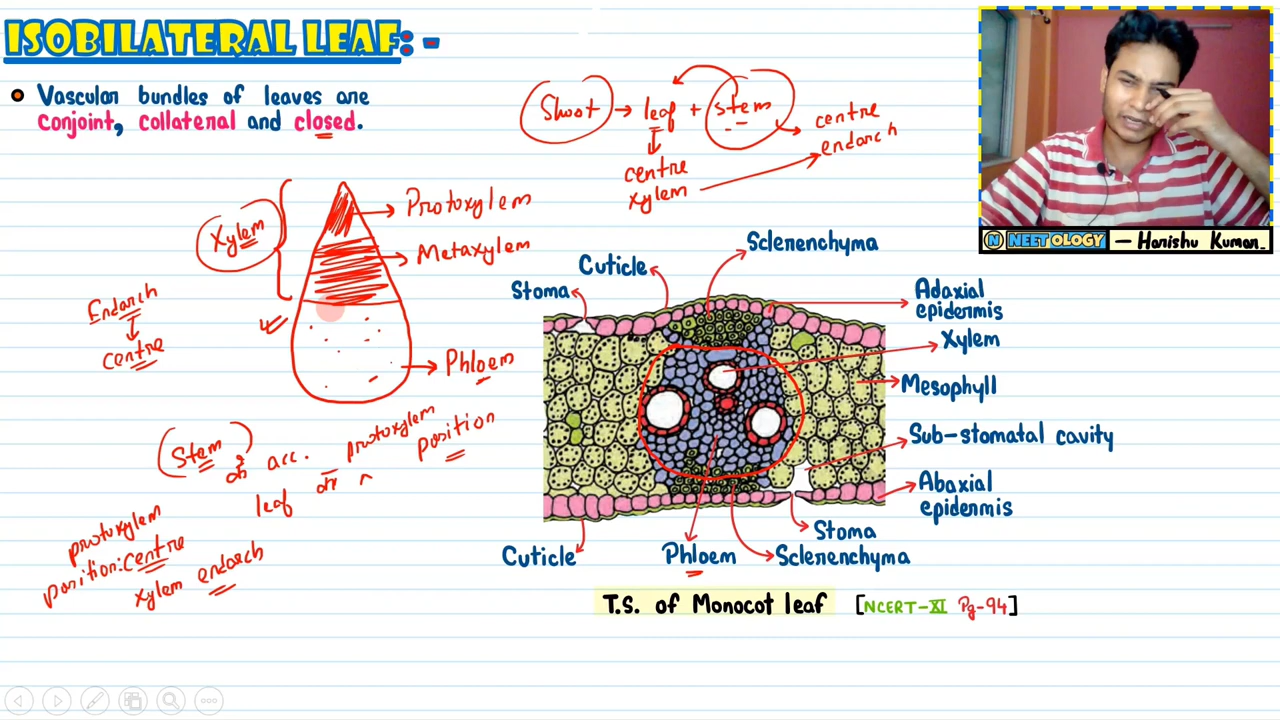 ISOBILATERAL LEAF: -
Vascular bundles of leaves are
conjoint, collateral and closed.
Shoot → leaf + stem
centre
endarch
centre
xylem
Xylem
Protoxylem
Metaxylem
Phloem
Endarch
centre
Stem
or
leaf
acc.
protoxylem
position
protoxylem
position: centre
xylem endarch
N NEETOLOGY — Hanishu Kumar_
Sclerenchyma
Cuticle
Stoma
Adaxial
epidermis
Xylem
Mesophyll
Sub-stomatal cavity
Abaxial
epidermis
Stoma
Cuticle
Phloem
Sclerenchyma
T.S. of Monocot leaf [NCERT-XI Pg-94]